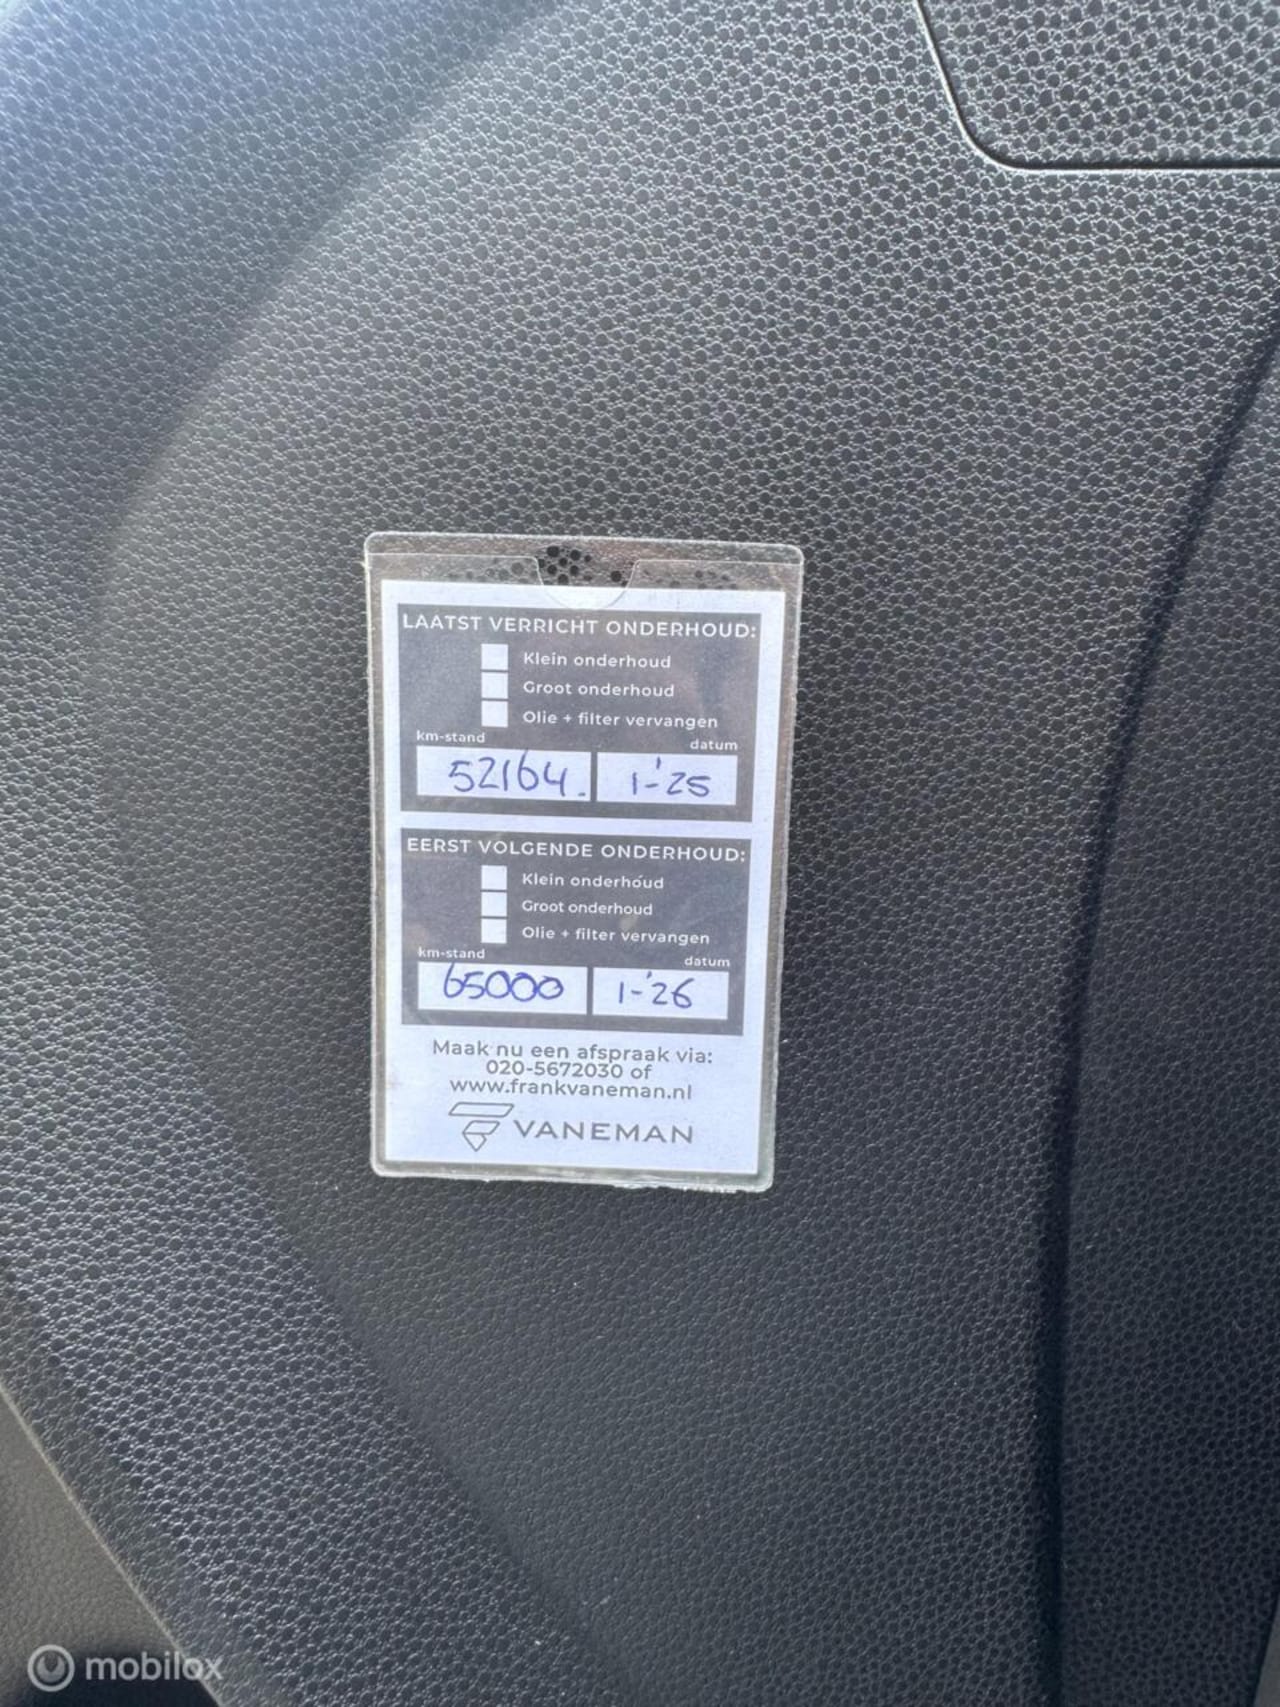 LAATST VERRICHT ONDERHOUD:
Klein onderhoud
Groot onderhoud
Olie + filter vervangen
km-stand datum
52164. 1-'25
EERST VOLGENDE ONDERHOUD:
Klein onderhoud
Groot onderhoud
Olie + filter vervangen
km-stand datum
65000 1-'26
Maak nu een afspraak via:
020-5672030 of
www.frankvaneman.nl
VANEMAN
mobilox